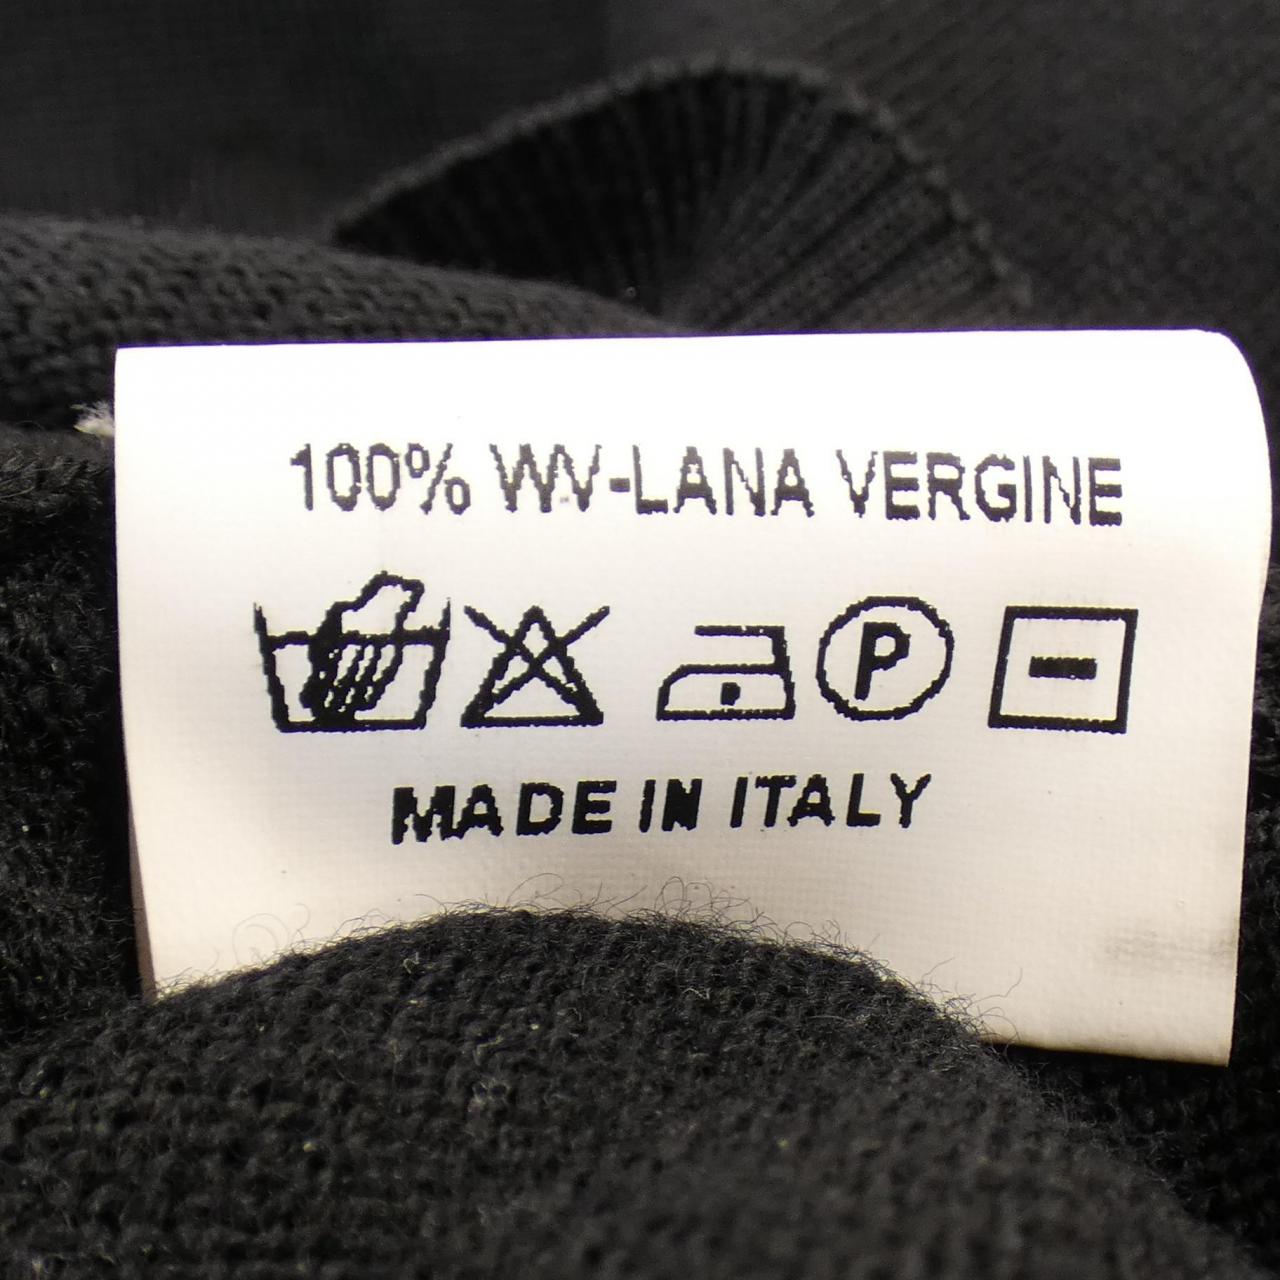 100% WV-LANA VERGINE
P
MADE IN ITALY